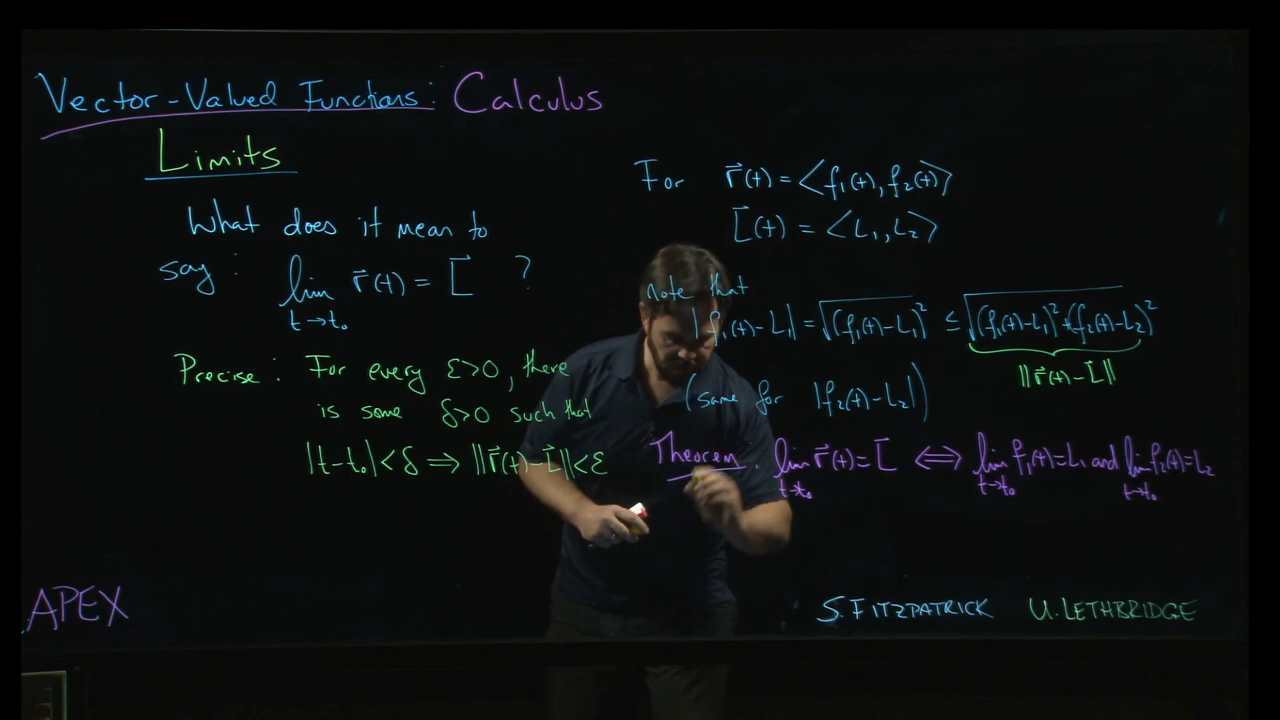 Vector-Valued Functions: Calculus
Limits
What does it mean to
say: lim r⃗(t) = L⃗ ?
t→t₀
Precise: For every ε>0, there
is some δ>0 such that
|t-t₀|<δ ⇒ ||r⃗(t)-L⃗||<ε
For r⃗(t) = ⟨f₁(t), f₂(t)⟩
L⃗(t) = ⟨L₁, L₂⟩
note that
|f₁(t)-L₁| = √(f₁(t)-L₁)² ≤ √(f₁(t)-L₁)²+(f₂(t)-L₂)²
||r⃗(t)-L⃗||
(same for |f₂(t)-L₂|)
Theorem. lim r⃗(t) = L⃗ ⇔ lim f₁(t)=L₁ and lim f₂(t)=L₂
t→t₀ t→t₀ t→t₀
APEX
S. FITZPATRICK U. LETHBRIDGE